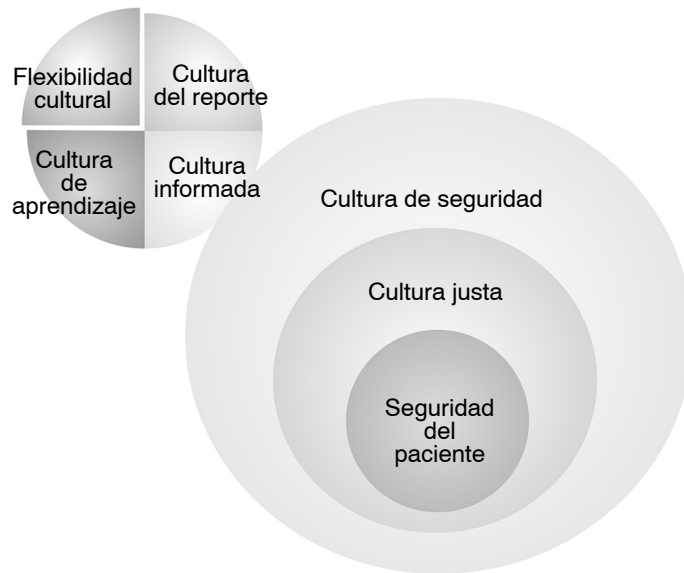 Flexibilidad
cultural
Cultura
del reporte
Cultura
de
aprendizaje
Cultura
informada
Cultura de seguridad
Cultura justa
Seguridad
del
paciente